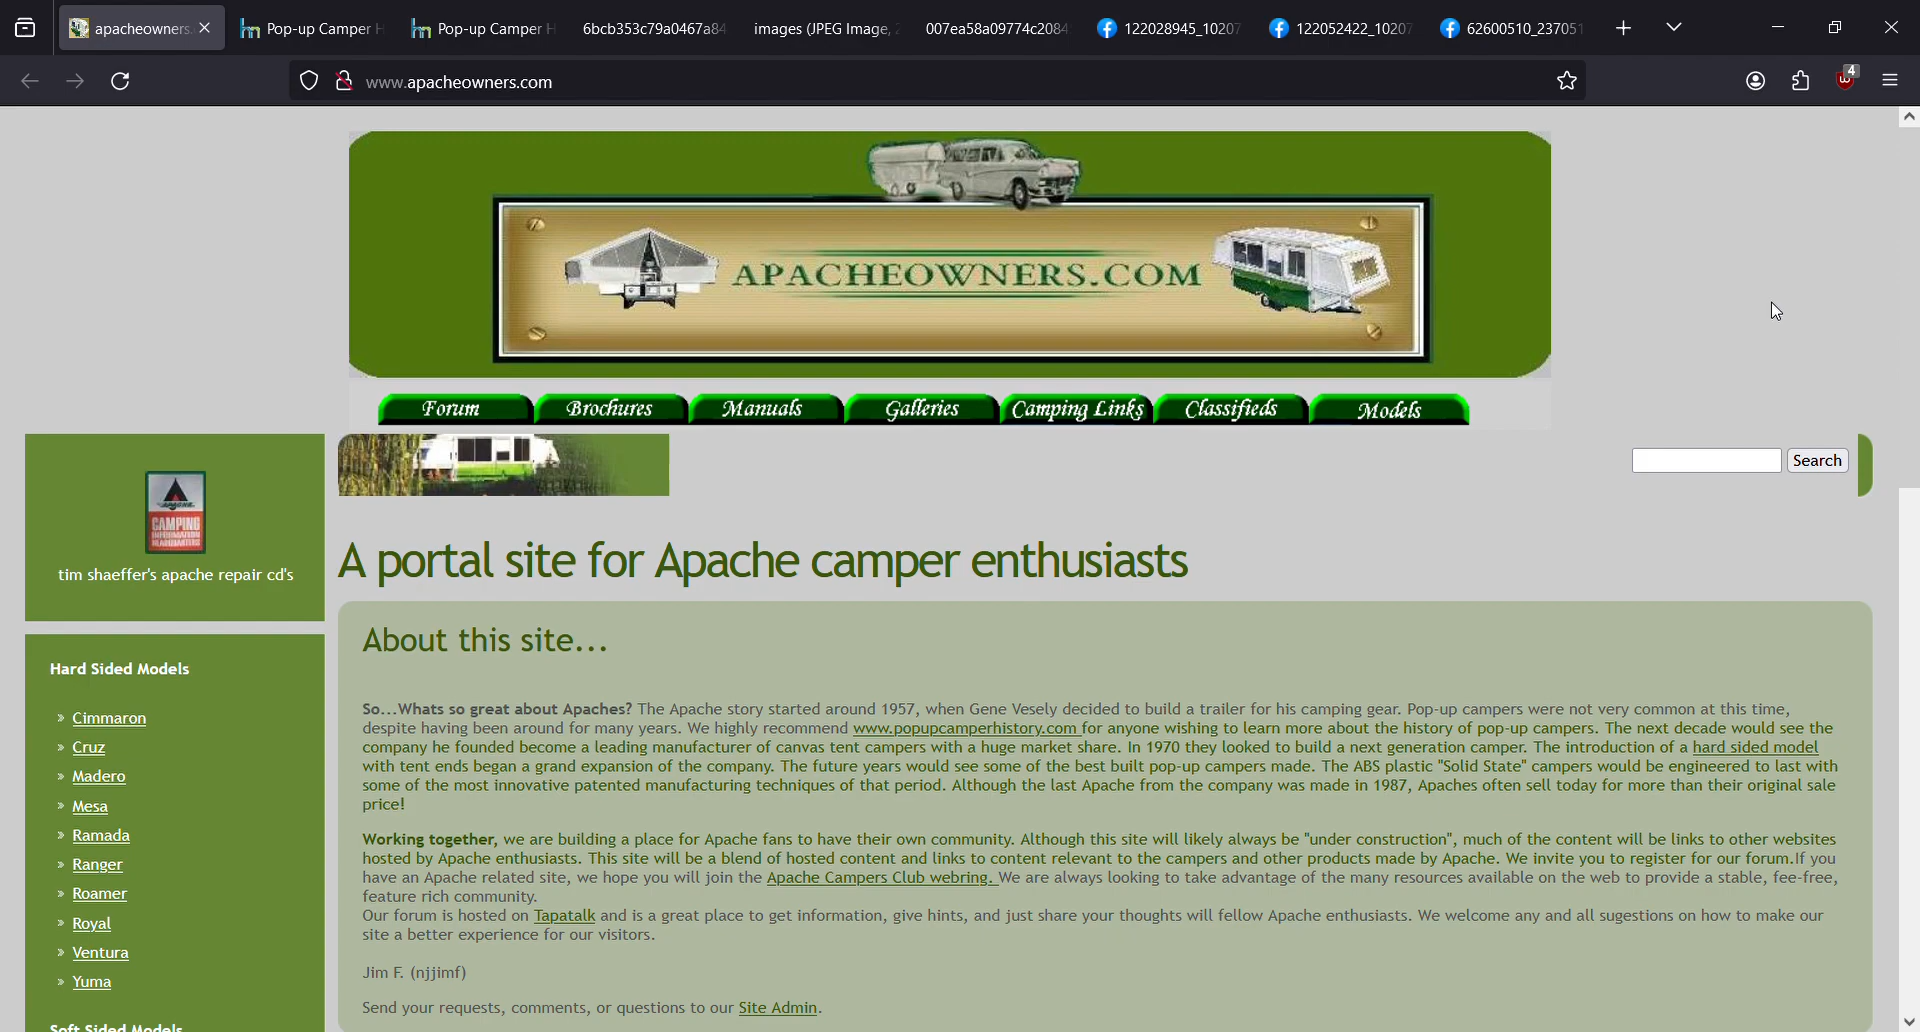 apacheowners.
Pop-up Camper H
Pop-up Camper H
6bcb353c79a0467a84
images (JPEG Image, 2
007ea58a09774c2084
122028945_10207
122052422_10207
62600510_237051
www.apacheowners.com
4
APACHEOWNERS.COM
Forum
Brochures
Manuals
Galleries
Camping Links
Classifieds
Models
Search
APACHE
CAMPING
INFORMATION
HEADQUARTERS
tim shaeffer's apache repair cd's
Hard Sided Models
» Cimmaron
» Cruz
» Madero
» Mesa
» Ramada
» Ranger
» Roamer
» Royal
» Ventura
» Yuma
Soft Sided Models
A portal site for Apache camper enthusiasts
About this site...
So...Whats so great about Apaches? The Apache story started around 1957, when Gene Vesely decided to build a trailer for his camping gear. Pop-up campers were not very common at this time,
despite having been around for many years. We highly recommend www.popupcamperhistory.com for anyone wishing to learn more about the history of pop-up campers. The next decade would see the
company he founded become a leading manufacturer of canvas tent campers with a huge market share. In 1970 they looked to build a next generation camper. The introduction of a hard sided model
with tent ends began a grand expansion of the company. The future years would see some of the best built pop-up campers made. The ABS plastic "Solid State" campers would be engineered to last with
some of the most innovative patented manufacturing techniques of that period. Although the last Apache from the company was made in 1987, Apaches often sell today for more than their original sale
price!
Working together, we are building a place for Apache fans to have their own community. Although this site will likely always be "under construction", much of the content will be links to other websites
hosted by Apache enthusiasts. This site will be a blend of hosted content and links to content relevant to the campers and other products made by Apache. We invite you to register for our forum.If you
have an Apache related site, we hope you will join the Apache Campers Club webring. We are always looking to take advantage of the many resources available on the web to provide a stable, fee-free,
feature rich community.
Our forum is hosted on Tapatalk and is a great place to get information, give hints, and just share your thoughts will fellow Apache enthusiasts. We welcome any and all sugestions on how to make our
site a better experience for our visitors.
Jim F. (njjimf)
Send your requests, comments, or questions to our Site Admin.